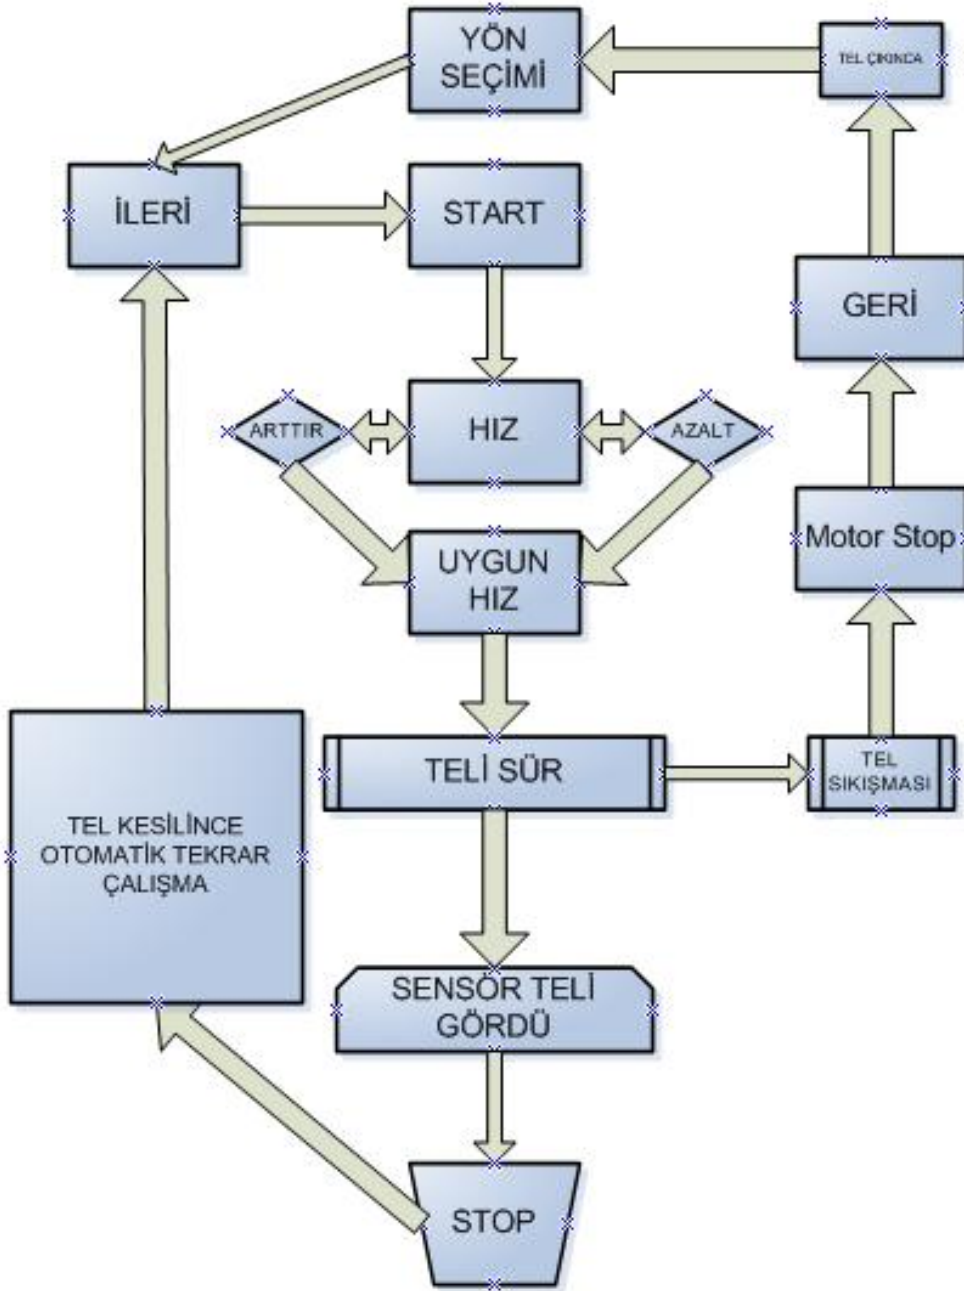 YÖN
SEÇİMİ
TEL ÇIKINCA
İLERİ
START
GERİ
ARTTIR
HIZ
AZALT
UYGUN
HIZ
Motor Stop
TELİ SÜR
TEL
SIKIŞMASI
TEL KESİLİNCE
OTOMATİK TEKRAR
ÇALIŞMA
SENSÖR TELİ
GÖRDÜ
STOP